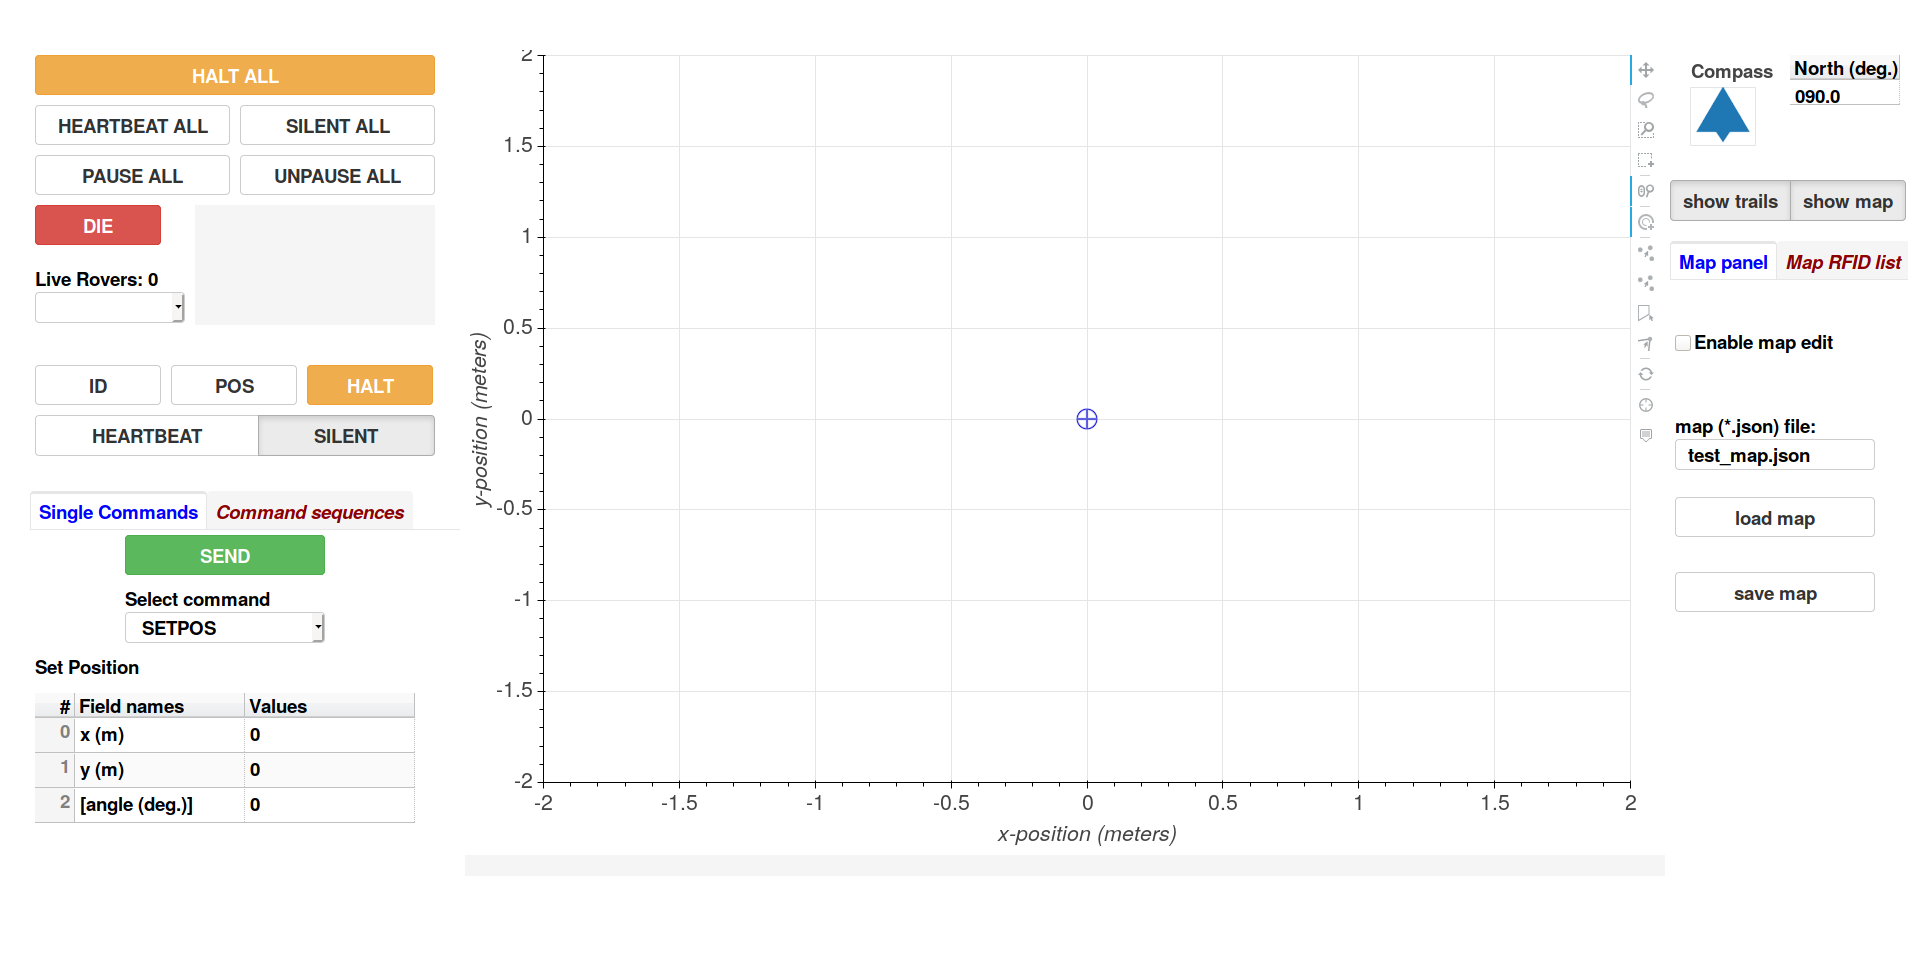 HALT ALL
HEARTBEAT ALL
SILENT ALL
PAUSE ALL
UNPAUSE ALL
DIE
Live Rovers: 0
ID
POS
HALT
HEARTBEAT
SILENT
Single Commands
Command sequences
SEND
Select command
SETPOS
Set Position
# Field names Values
0 x (m) 0
1 y (m) 0
2 [angle (deg.)] 0
2
1.5
1
0.5
0
-0.5
-1
-1.5
-2
y-position (meters)
-2 -1.5 -1 -0.5 0 0.5 1 1.5 2
x-position (meters)
Compass
North (deg.)
090.0
show trails
show map
Map panel
Map RFID list
Enable map edit
map (*.json) file:
test_map.json
load map
save map